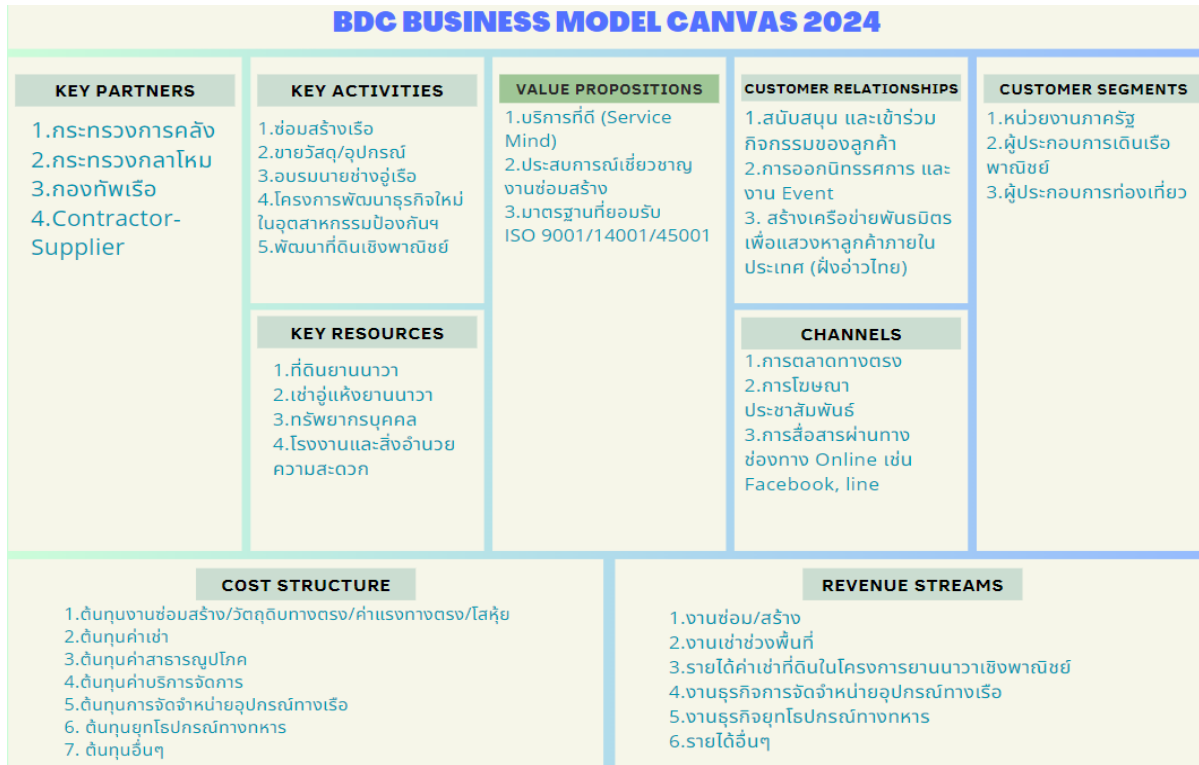 BDC BUSINESS MODEL CANVAS 2024
KEY PARTNERS
1.กระทรวงการคลัง
2.กระทรวงกลาโหม
3.กองทัพเรือ
4.Contractor-
Supplier
KEY ACTIVITIES
1.ซ่อมสร้างเรือ
2.ขายวัสดุ/อุปกรณ์
3.อบรมนายช่างอู่เรือ
4.โครงการพัฒนาธุรกิจใหม่
ในอุตสาหกรรมป้องกันฯ
5.พัฒนาที่ดินเชิงพาณิชย์
KEY RESOURCES
1.ที่ดินยานนาวา
2.เช่าอู่แห้งยานนาวา
3.ทรัพยากรบุคคล
4.โรงงานและสิ่งอำนวย
ความสะดวก
VALUE PROPOSITIONS
1.บริการที่ดี (Service
Mind)
2.ประสบการณ์เชี่ยวชาญ
งานซ่อมสร้าง
3.มาตรฐานที่ยอมรับ
ISO 9001/14001/45001
CUSTOMER RELATIONSHIPS
1.สนับสนุน และเข้าร่วม
กิจกรรมของลูกค้า
2.การออกนิทรรศการ และ
งาน Event
3. สร้างเครือข่ายพันธมิตร
เพื่อแสวงหาลูกค้าภายใน
ประเทศ (ฝั่งอ่าวไทย)
CHANNELS
1.การตลาดทางตรง
2.การโฆษณา
ประชาสัมพันธ์
3.การสื่อสารผ่านทาง
ช่องทาง Online เช่น
Facebook, line
CUSTOMER SEGMENTS
1.หน่วยงานภาครัฐ
2.ผู้ประกอบการเดินเรือ
พาณิชย์
3.ผู้ประกอบการท่องเที่ยว
COST STRUCTURE
1.ต้นทุนงานซ่อมสร้าง/วัตถุดิบทางตรง/ค่าแรงทางตรง/โสหุ้ย
2.ต้นทุนค่าเช่า
3.ต้นทุนค่าสาธารณูปโภค
4.ต้นทุนค่าบริการจัดการ
5.ต้นทุนการจัดจำหน่ายอุปกรณ์ทางเรือ
6. ต้นทุนยุทโธปกรณ์ทางทหาร
7. ต้นทุนอื่นๆ
REVENUE STREAMS
1.งานซ่อม/สร้าง
2.งานเช่าช่วงพื้นที่
3.รายได้ค่าเช่าที่ดินในโครงการยานนาวาเชิงพาณิชย์
4.งานธุรกิจการจัดจำหน่ายอุปกรณ์ทางเรือ
5.งานธุรกิจยุทโธปกรณ์ทางทหาร
6.รายได้อื่นๆ